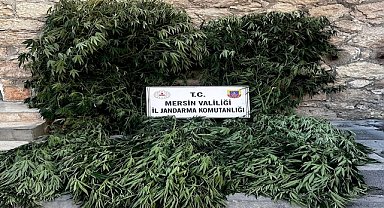 T.C.
MERSİN VALİLİĞİ
İL JANDARMA KOMUTANLIĞI